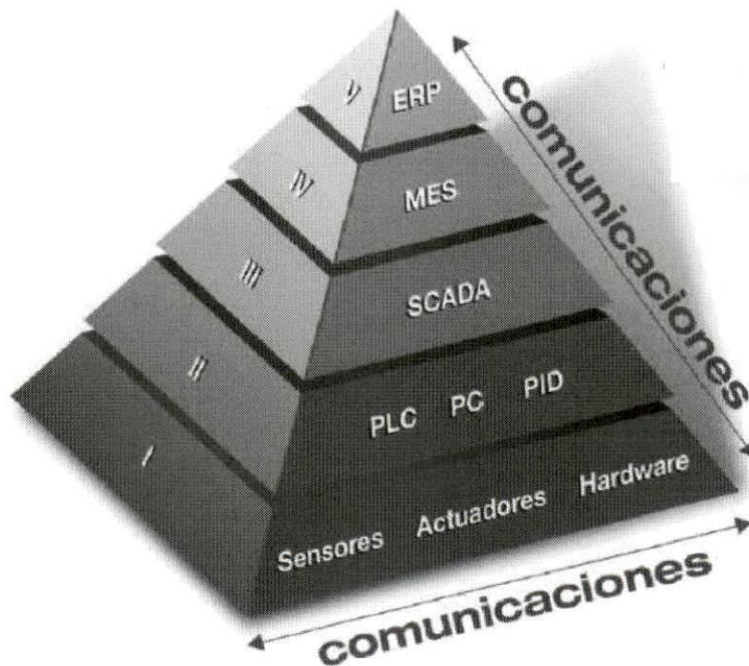 V ERP
IV MES
III SCADA
II PLC PC PID
I Sensores Actuadores Hardware
comunicaciones
comunicaciones